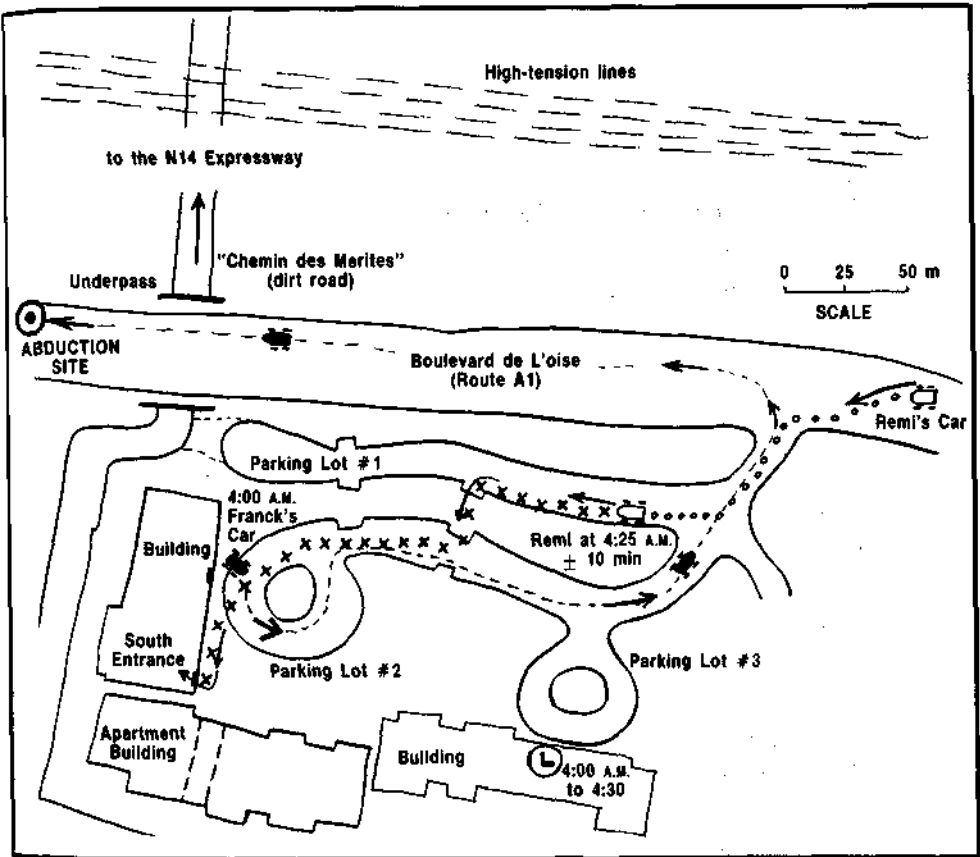 High-tension lines
to the N14 Expressway
"Chemin des Merites"
(dirt road)
Underpass
0 25 50 m
SCALE
ABDUCTION
SITE
Boulevard de L'oise
(Route A1)
Remi's Car
Parking Lot #1
4:00 A.M.
Franck's
Car
Building
Remi at 4:25 A.M.
± 10 min
South
Entrance
Parking Lot #2
Parking Lot #3
Apartment
Building
Building
4:00 A.M.
to 4:30